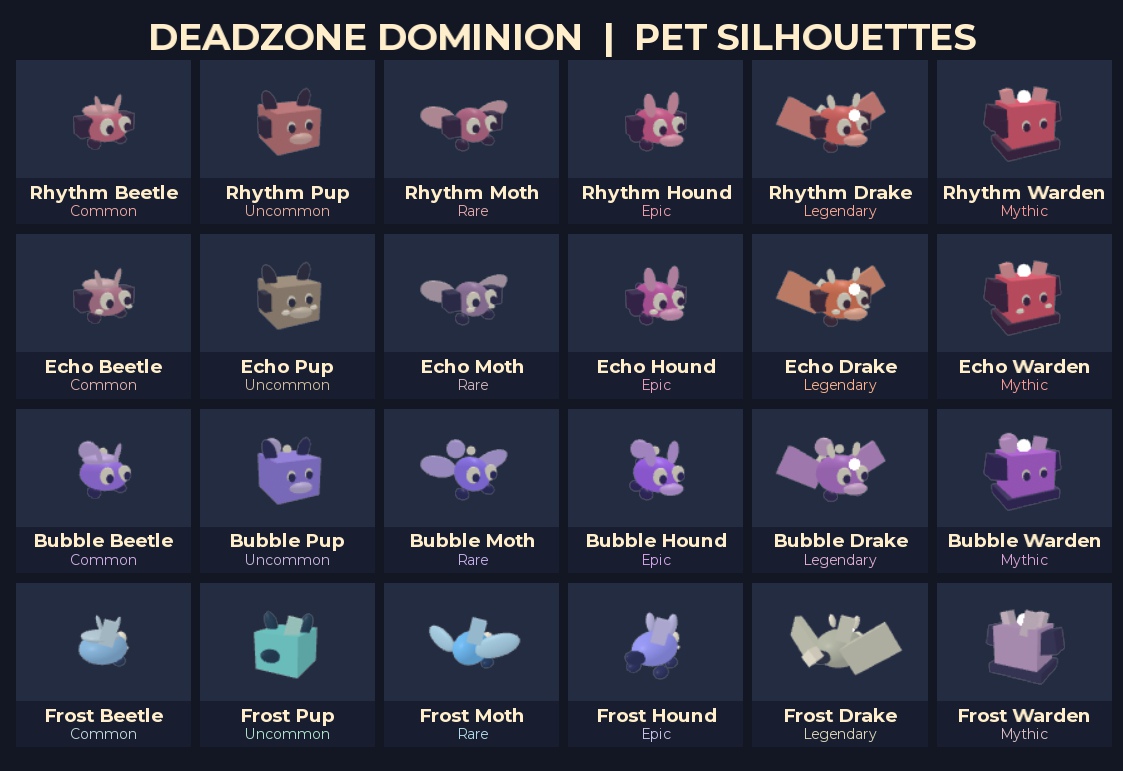 DEADZONE DOMINION | PET SILHOUETTES
Rhythm Beetle
Common
Rhythm Pup
Uncommon
Rhythm Moth
Rare
Rhythm Hound
Epic
Rhythm Drake
Legendary
Rhythm Warden
Mythic
Echo Beetle
Common
Echo Pup
Uncommon
Echo Moth
Rare
Echo Hound
Epic
Echo Drake
Legendary
Echo Warden
Mythic
Bubble Beetle
Common
Bubble Pup
Uncommon
Bubble Moth
Rare
Bubble Hound
Epic
Bubble Drake
Legendary
Bubble Warden
Mythic
Frost Beetle
Common
Frost Pup
Uncommon
Frost Moth
Rare
Frost Hound
Epic
Frost Drake
Legendary
Frost Warden
Mythic